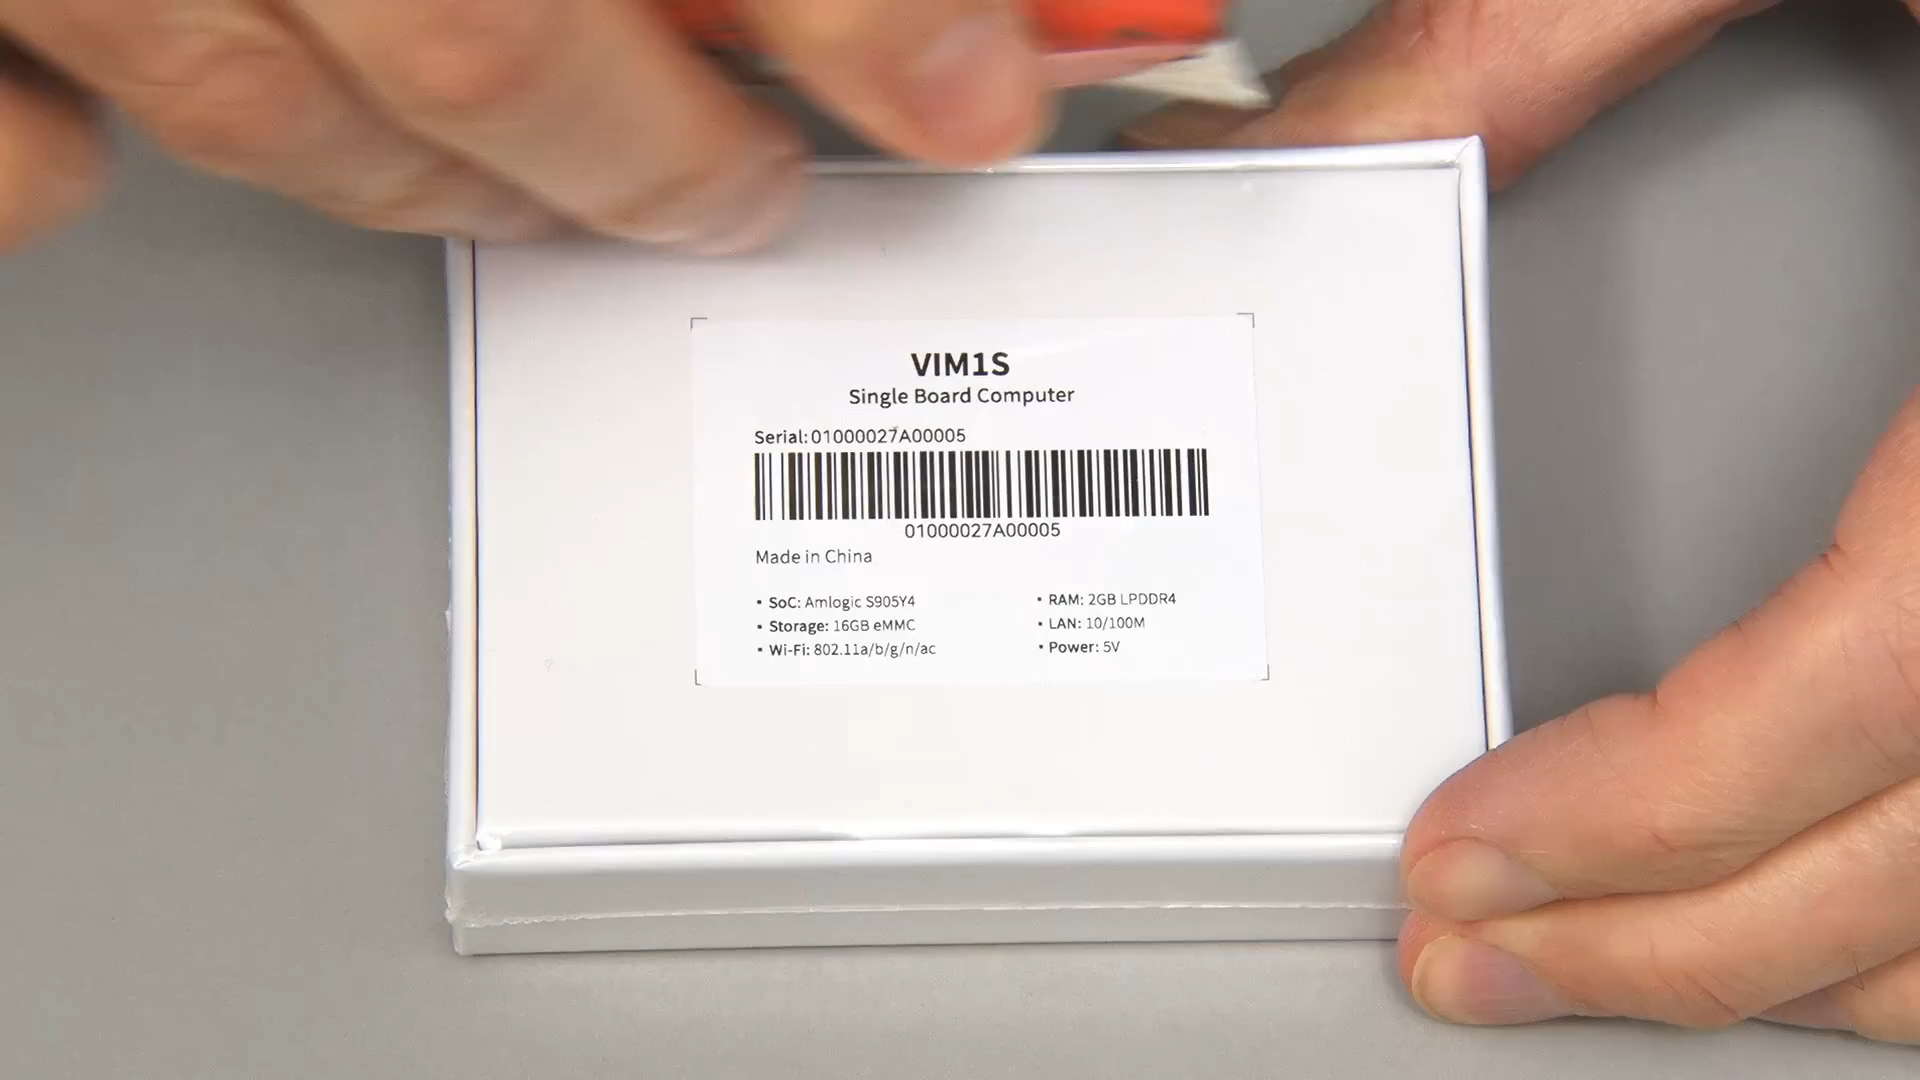 VIM1S
Single Board Computer
Serial: 01000027A00005
01000027A00005
Made in China
• SoC: Amlogic S905Y4
• RAM: 2GB LPDDR4
• Storage: 16GB eMMC
• LAN: 10/100M
• Wi-Fi: 802.11a/b/g/n/ac
• Power: 5V